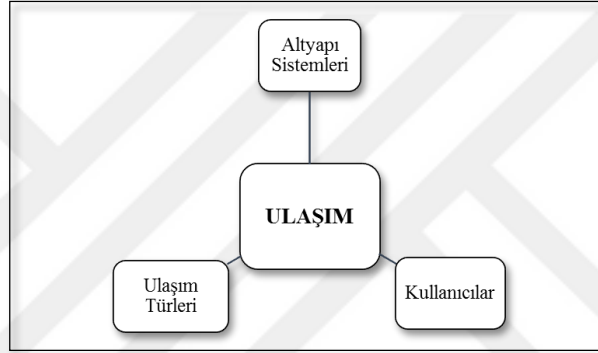 Altyapı
Sistemleri
ULAŞIM
Ulaşım
Türleri
Kullanıcılar